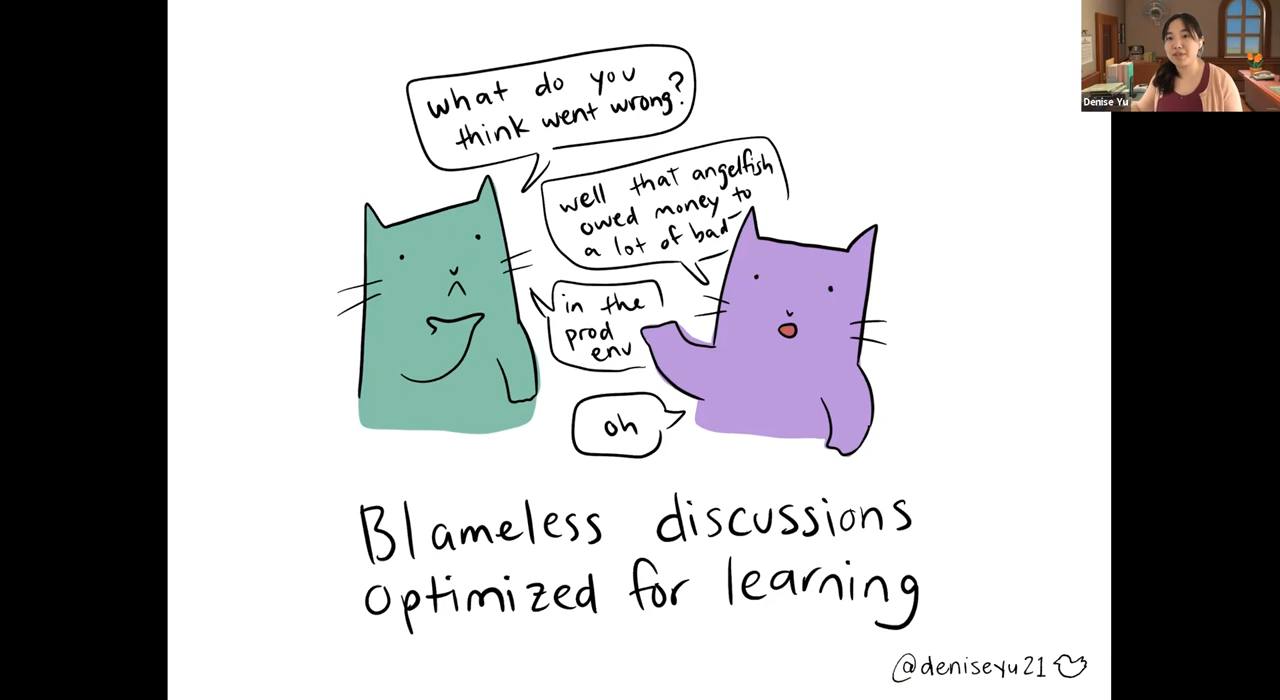 what do you
think went wrong?
well that angelfish
owed money to
a lot of bad-
in the
prod
env
oh
Blameless discussions
optimized for learning
@deniseyu21
Denise Yu